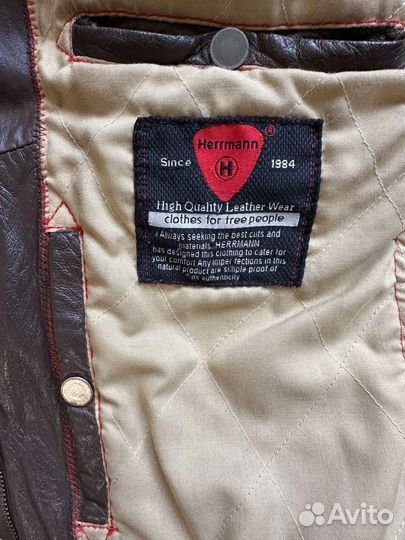 Herrmann ®
Since H 1984
High Quality Leather Wear
clothes for free people
Always seeking the best cuts and
materials. HERRMANN
has designed this clothing to cater for
your comfort Any imperfections in this
natural product are simple proof of
its authenticity
Avito